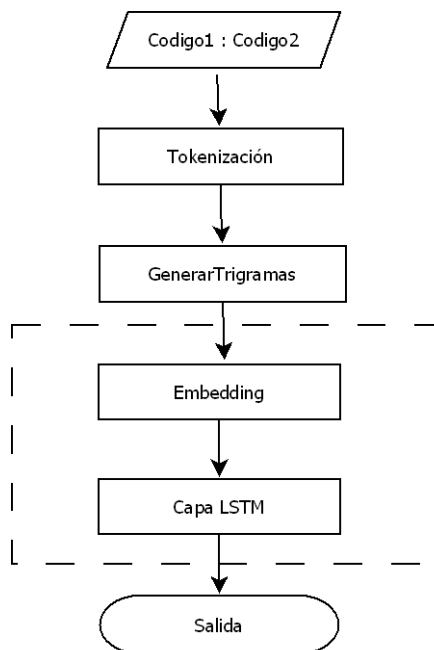 Codigo1 : Codigo2
Tokenización
GenerarTrigramas
Embedding
Capa LSTM
Salida